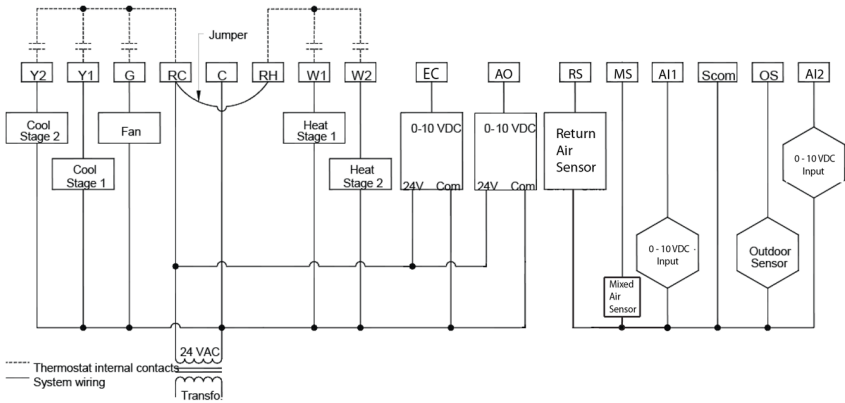 Jumper
Y2 Y1 G RC C RH W1 W2 EC AO RS MS AI1 Scom OS AI2
Cool
Stage 2
Fan
Heat
Stage 1
0-10 VDC
0-10 VDC
Return
Air
Sensor
0 - 10 VDC
Input
Cool
Stage 1
Heat
Stage 2
24V Com
24V Com
0 - 10 VDC
Input
Outdoor
Sensor
Mixed
Air
Sensor
24 VAC
Thermostat internal contacts
System wiring
Transfo.